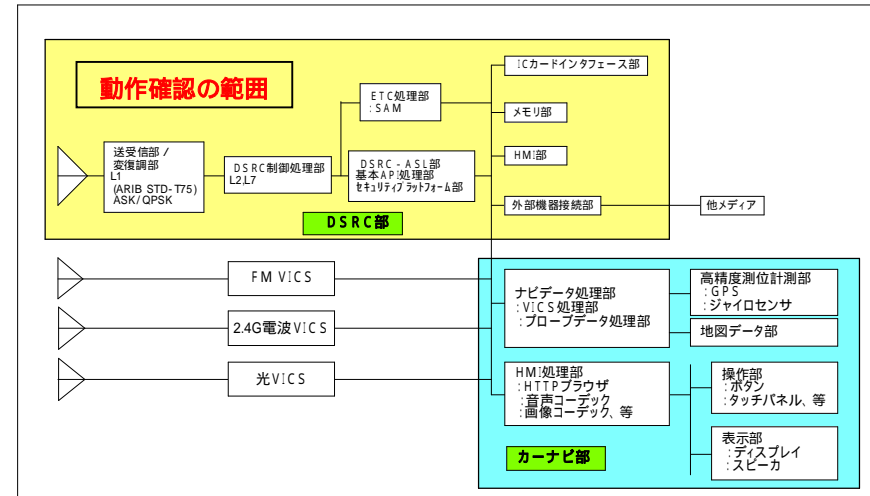 動作確認の範囲
ICカードインタフェース部
ETC処理部
:SAM
メモリ部
送受信部 /
変復調部
L1
(ARIB STD-T75)
ASK/QPSK
DSRC制御処理部
L2,L7
DSRC-ASL部
基本API処理部
セキュリティプラットフォーム部
HMI部
外部機器接続部
他メディア
DSRC部
FM VICS
2.4G電波VICS
光VICS
ナビデータ処理部
:VICS処理部
:プローブデータ処理部
高精度測位計測部
:GPS
:ジャイロセンサ
地図データ部
HMI処理部
:HTTPブラウザ
:音声コーデック
:画像コーデック、等
操作部
:ボタン
:タッチパネル、等
表示部
:ディスプレイ
:スピーカ
カーナビ部